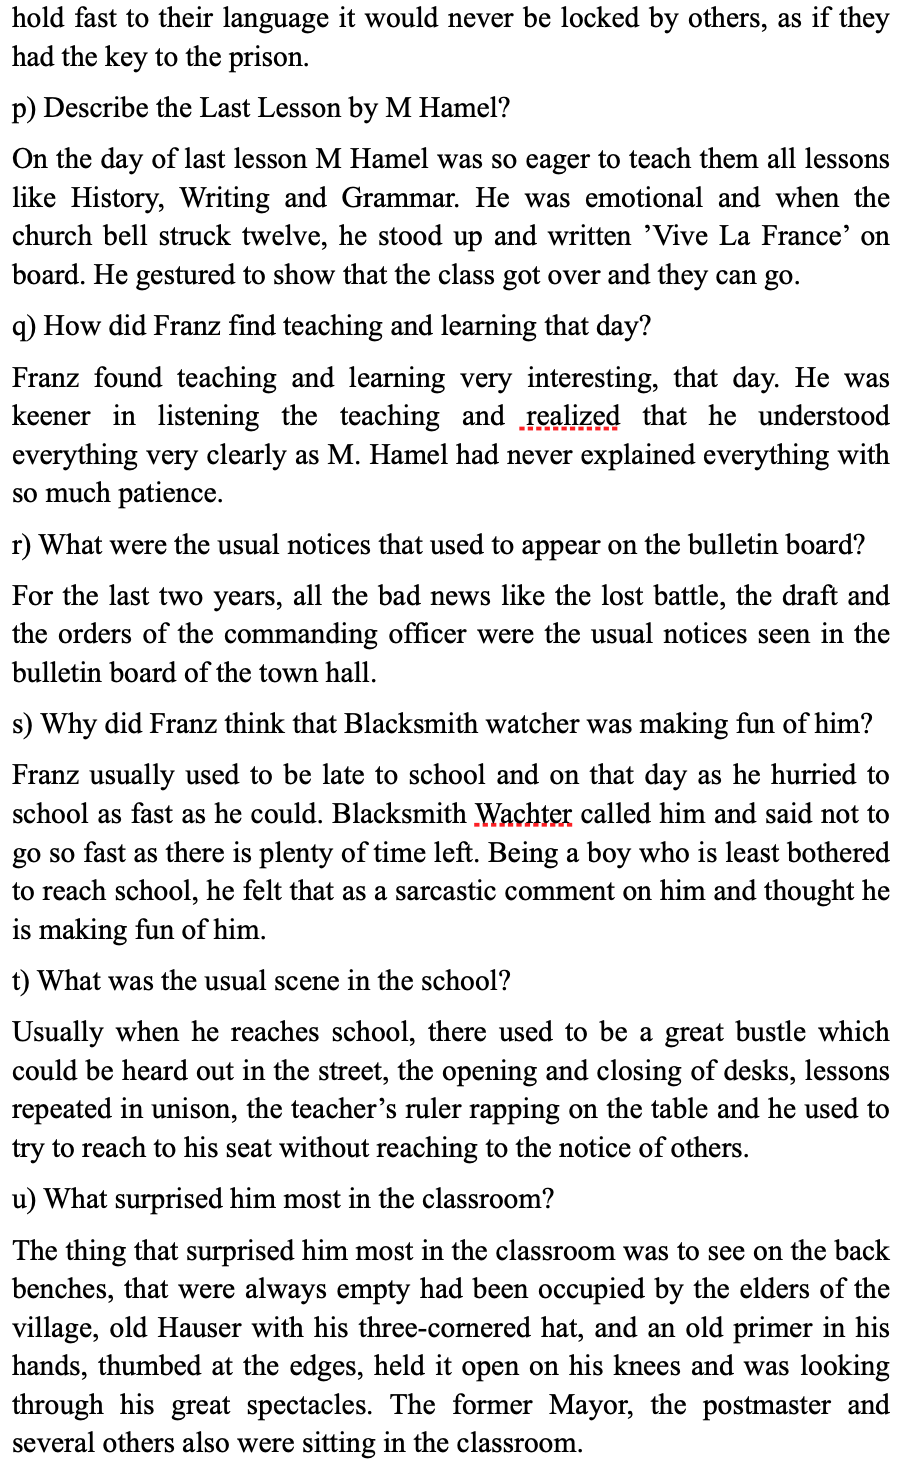 hold fast to their language it would never be locked by others, as if they
had the key to the prison.
p) Describe the Last Lesson by M Hamel?
On the day of last lesson M Hamel was so eager to teach them all lessons
like History, Writing and Grammar. He was emotional and when the
church bell struck twelve, he stood up and written ’Vive La France’ on
board. He gestured to show that the class got over and they can go.
q) How did Franz find teaching and learning that day?
Franz found teaching and learning very interesting, that day. He was
keener in listening the teaching and realized that he understood
everything very clearly as M. Hamel had never explained everything with
so much patience.
r) What were the usual notices that used to appear on the bulletin board?
For the last two years, all the bad news like the lost battle, the draft and
the orders of the commanding officer were the usual notices seen in the
bulletin board of the town hall.
s) Why did Franz think that Blacksmith watcher was making fun of him?
Franz usually used to be late to school and on that day as he hurried to
school as fast as he could. Blacksmith Wachter called him and said not to
go so fast as there is plenty of time left. Being a boy who is least bothered
to reach school, he felt that as a sarcastic comment on him and thought he
is making fun of him.
t) What was the usual scene in the school?
Usually when he reaches school, there used to be a great bustle which
could be heard out in the street, the opening and closing of desks, lessons
repeated in unison, the teacher’s ruler rapping on the table and he used to
try to reach to his seat without reaching to the notice of others.
u) What surprised him most in the classroom?
The thing that surprised him most in the classroom was to see on the back
benches, that were always empty had been occupied by the elders of the
village, old Hauser with his three-cornered hat, and an old primer in his
hands, thumbed at the edges, held it open on his knees and was looking
through his great spectacles. The former Mayor, the postmaster and
several others also were sitting in the classroom.